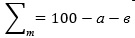 ∑ₘ = 100 − a − в